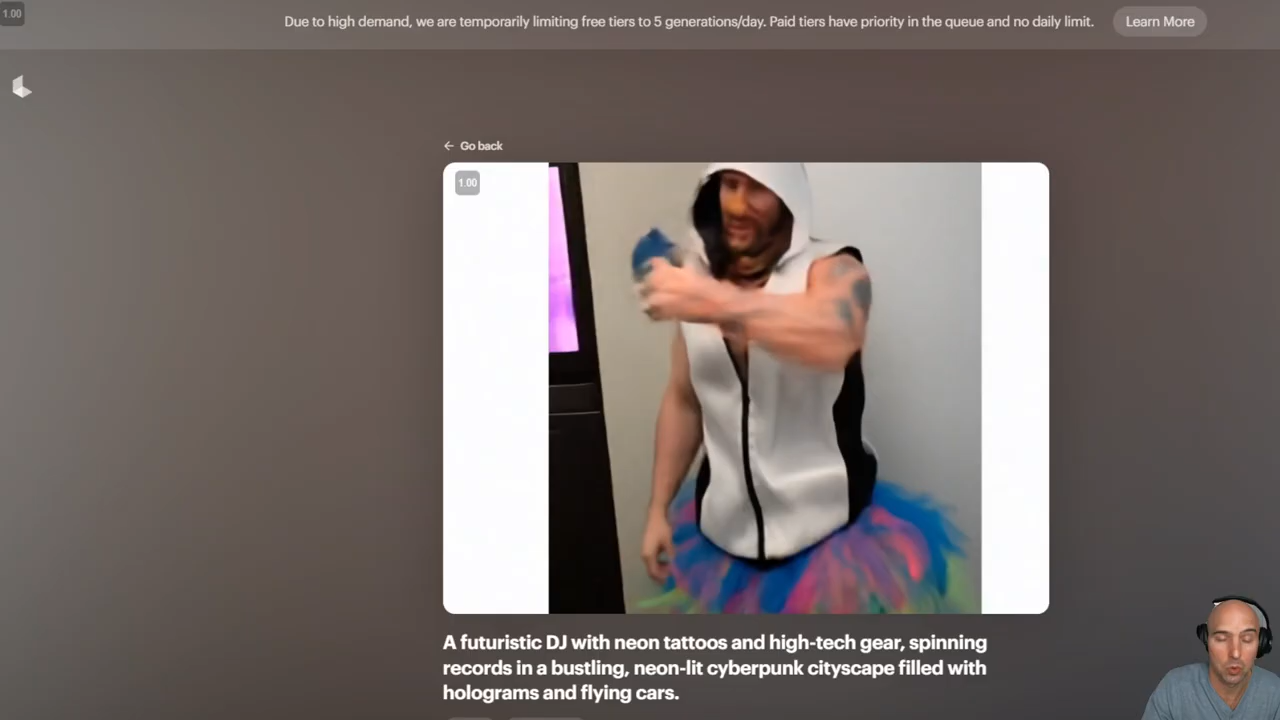 1.00
Due to high demand, we are temporarily limiting free tiers to 5 generations/day. Paid tiers have priority in the queue and no daily limit.
Learn More
← Go back
1.00
A futuristic DJ with neon tattoos and high-tech gear, spinning
records in a bustling, neon-lit cyberpunk cityscape filled with
holograms and flying cars.